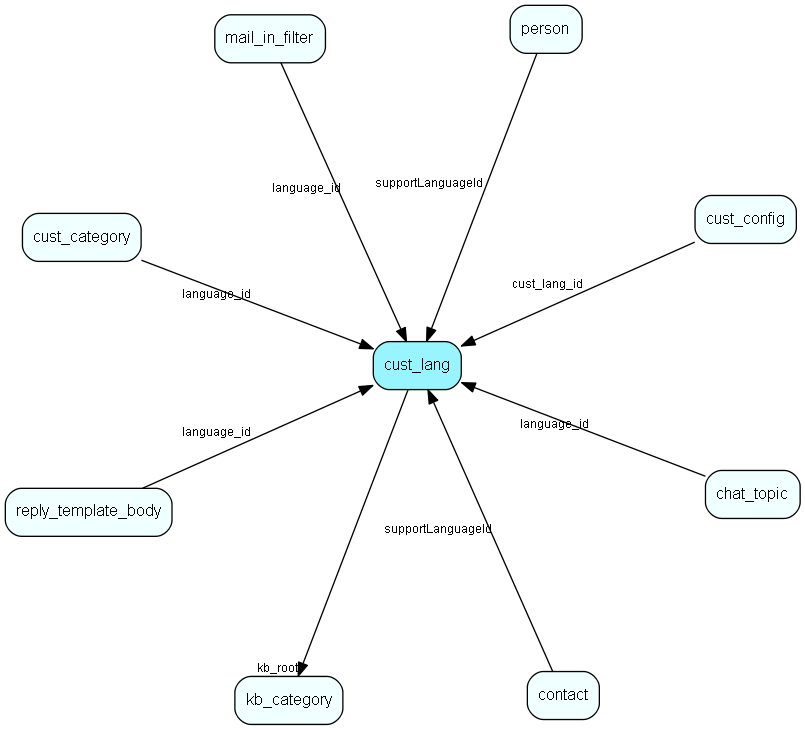 person
mail_in_filter
supportLanguageId
language_id
cust_config
cust_category
cust_lang_id
language_id
cust_lang
language_id
language_id
chat_topic
reply_template_body
supportLanguageId
kb_root
contact
kb_category